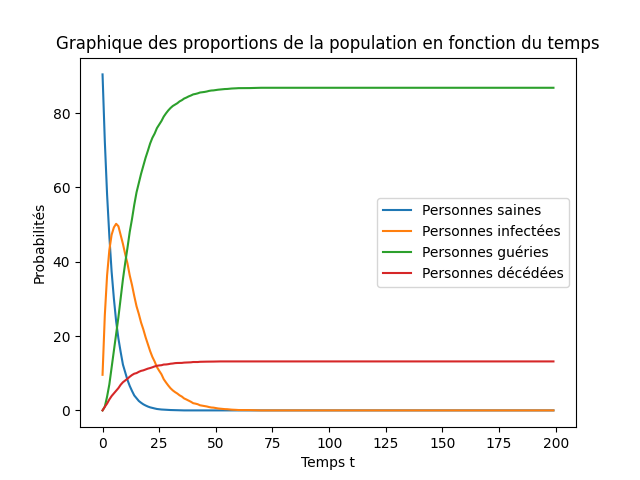 Graphique des proportions de la population en fonction du temps
Probabilités
80
60
40
20
0
Personnes saines
Personnes infectées
Personnes guéries
Personnes décédées
0 25 50 75 100 125 150 175 200
Temps t